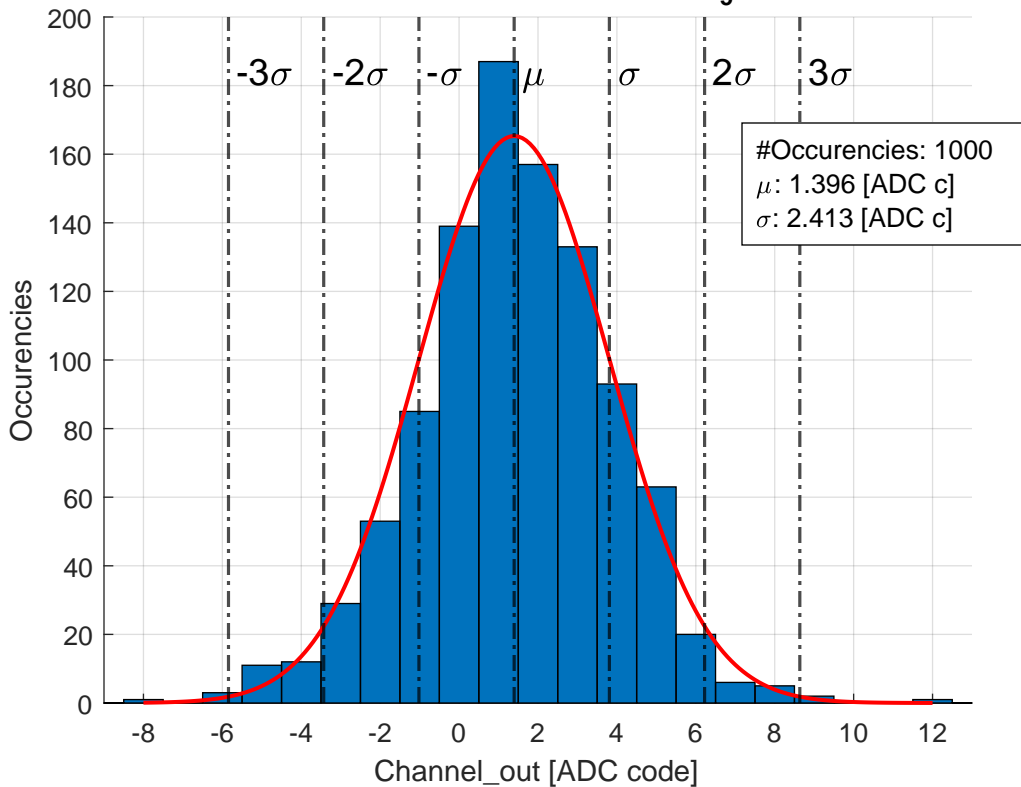 200
180
160
140
120
100
80
60
40
20
0
Occurencies
-3σ -2σ -σ μ σ 2σ 3σ
#Occurencies: 1000
μ: 1.396 [ADC c]
σ: 2.413 [ADC c]
-8 -6 -4 -2 0 2 4 6 8 10 12
Channel_out [ADC code]